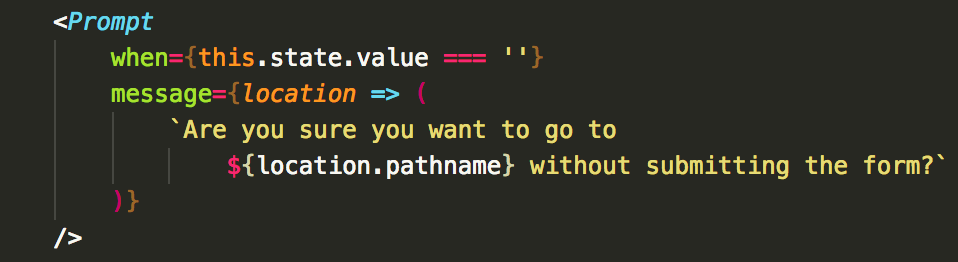 <Prompt
when={this.state.value === ''}
message={location => (
`Are you sure you want to go to
${location.pathname} without submitting the form?`
)}
/>